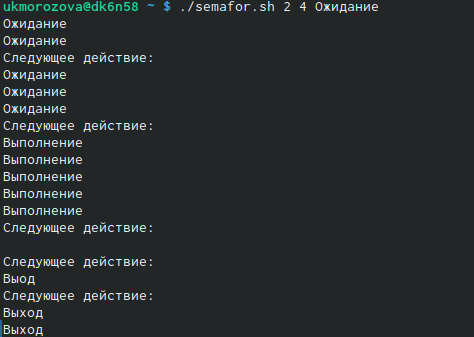 ukmorozova@dk6n58 ~ $ ./semafor.sh 2 4 Ожидание
Ожидание
Ожидание
Следующее действие:
Ожидание
Ожидание
Ожидание
Следующее действие:
Выполнение
Выполнение
Выполнение
Выполнение
Выполнение
Следующее действие:
Следующее действие:
Выод
Следующее действие:
Выход
Выход